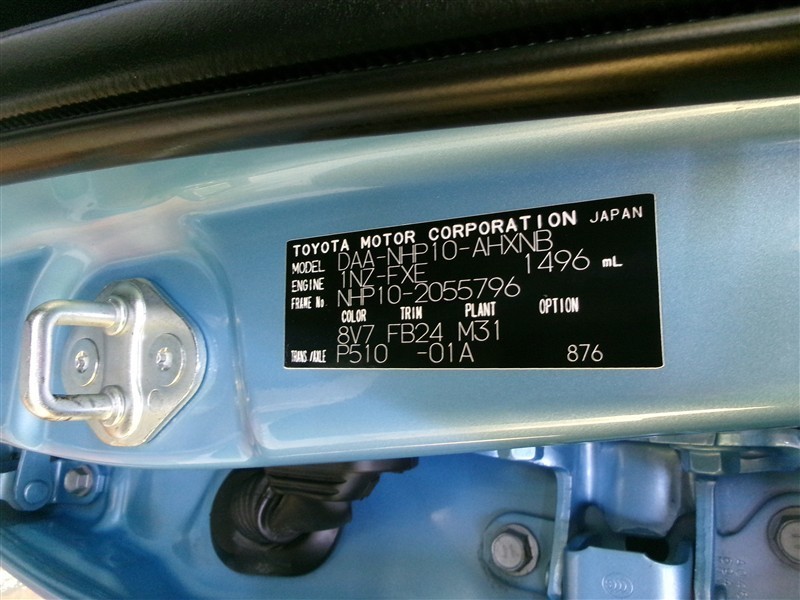 TOYOTA MOTOR CORPORATION JAPAN
MODEL DAA-NHP10-AHXNB
ENGINE 1NZ-FXE 1496 mL
FRAME No. NHP10-2055796
COLOR TRIM PLANT OPTION
8V7 FB24 M31
TRANS/AXLE P510 -01A 876